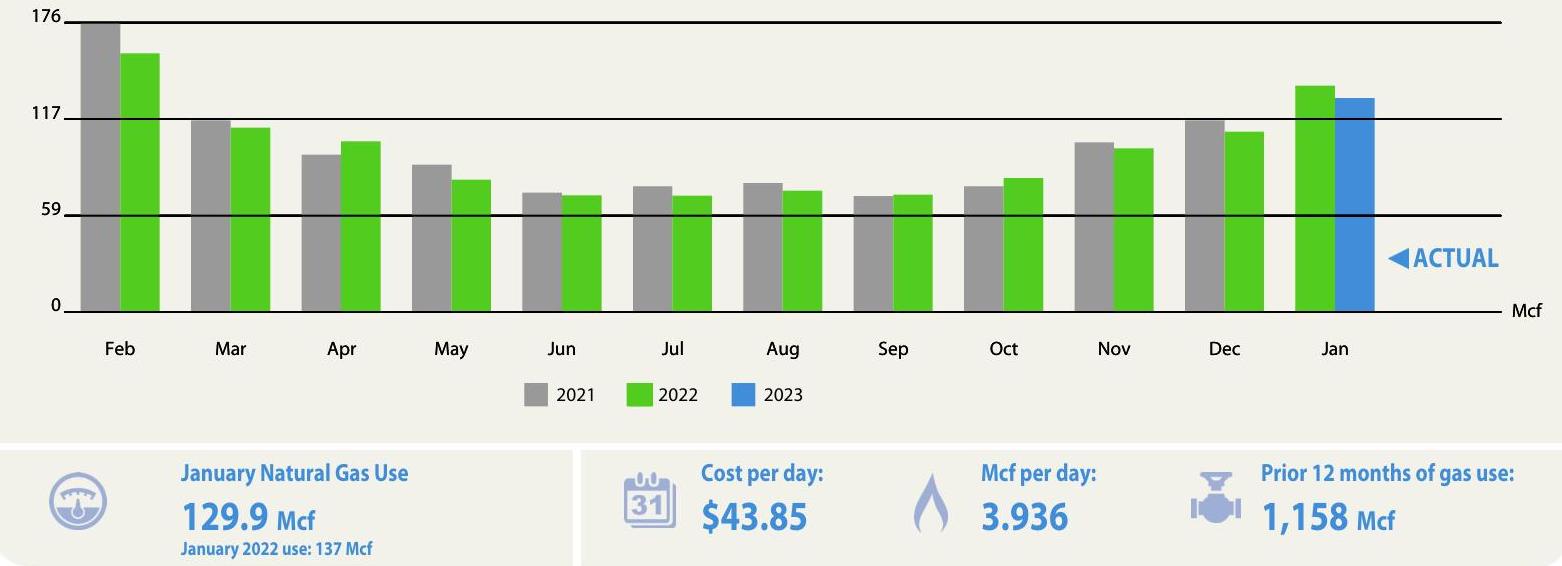 176
117
59
0
Mcf
ACTUAL
Feb Mar Apr May Jun Jul Aug Sep Oct Nov Dec Jan
2021 2022 2023
January Natural Gas Use
129.9 Mcf
January 2022 use: 137 Mcf
31
Cost per day:
$43.85
Mcf per day:
3.936
Prior 12 months of gas use:
1,158 Mcf